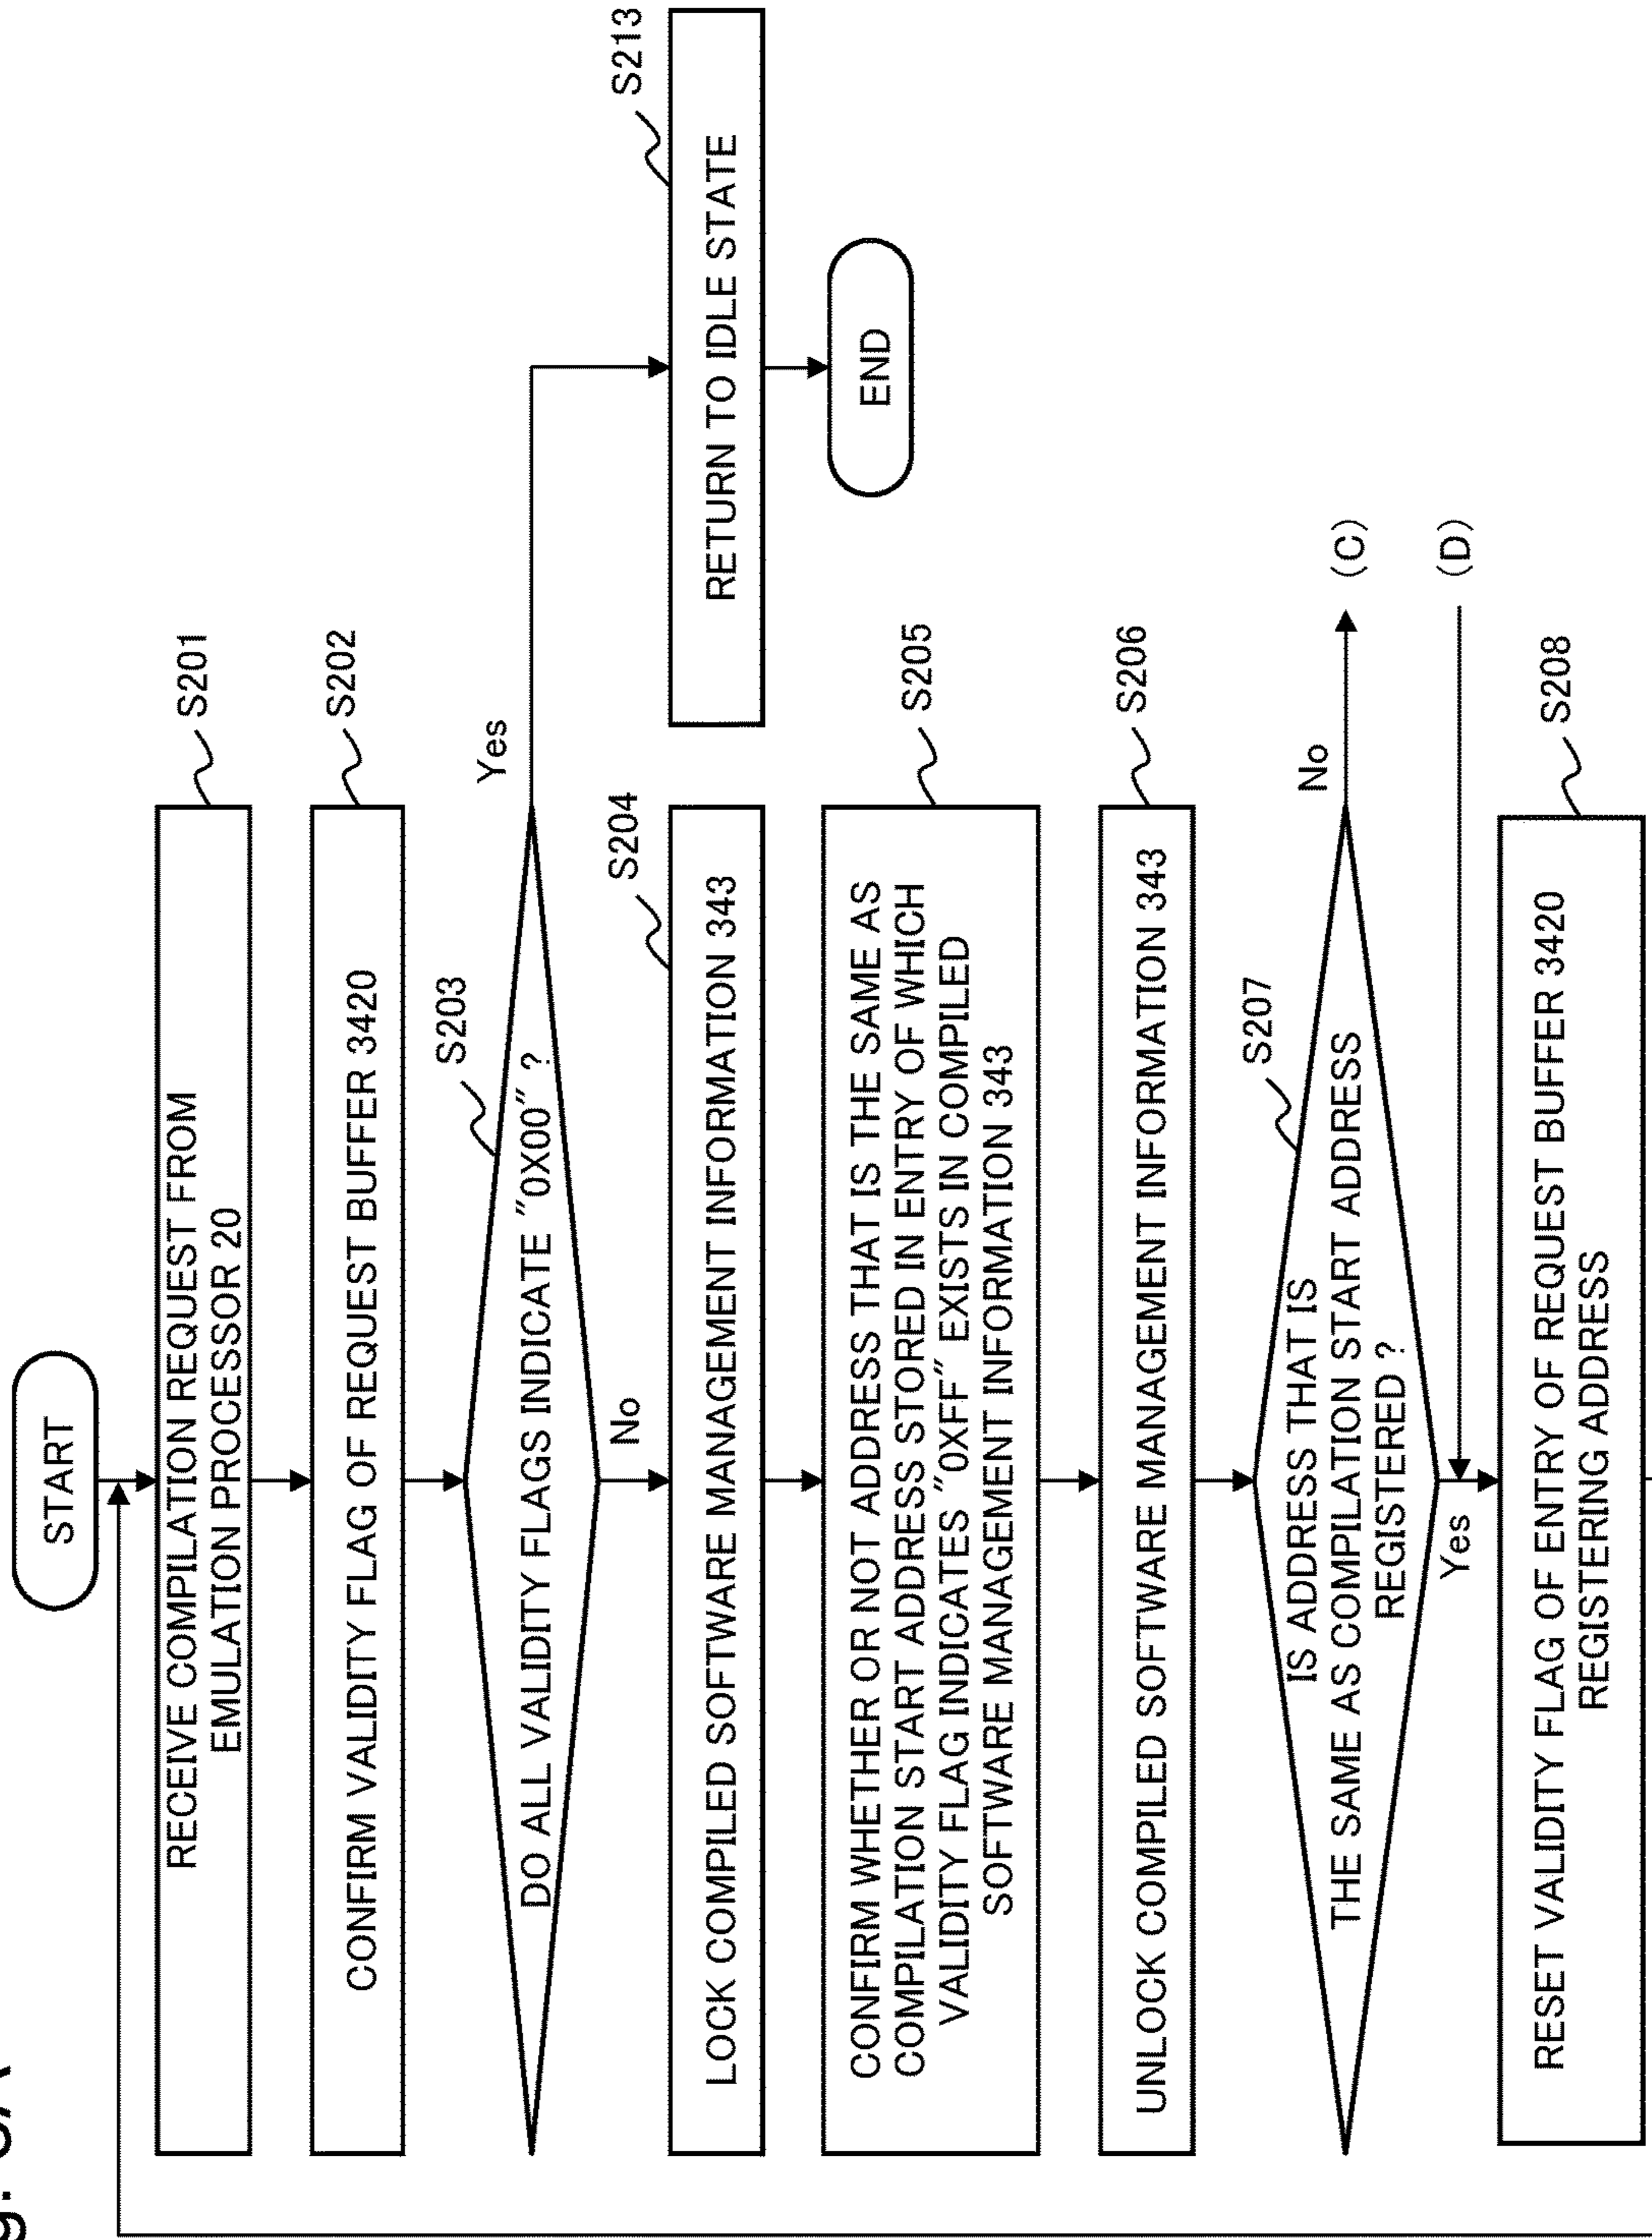 START
RECEIVE COMPILATION REQUEST FROM
EMULATION PROCESSOR 20
S201
CONFIRM VALIDITY FLAG OF REQUEST BUFFER 3420
S202
DO ALL VALIDITY FLAGS INDICATE "0X00" ?
S203
Yes
No
LOCK COMPILED SOFTWARE MANAGEMENT INFORMATION 343
S204
RETURN TO IDLE STATE
S213
END
CONFIRM WHETHER OR NOT ADDRESS THAT IS THE SAME AS
COMPILATION START ADDRESS STORED IN ENTRY OF WHICH
VALIDITY FLAG INDICATES "0XFF" EXISTS IN COMPILED
SOFTWARE MANAGEMENT INFORMATION 343
S205
UNLOCK COMPILED SOFTWARE MANAGEMENT INFORMATION 343
S206
IS ADDRESS THAT IS
THE SAME AS COMPILATION START ADDRESS
REGISTERED ?
S207
No
(C)
Yes
(D)
RESET VALIDITY FLAG OF ENTRY OF REQUEST BUFFER 3420
REGISTERING ADDRESS
S208